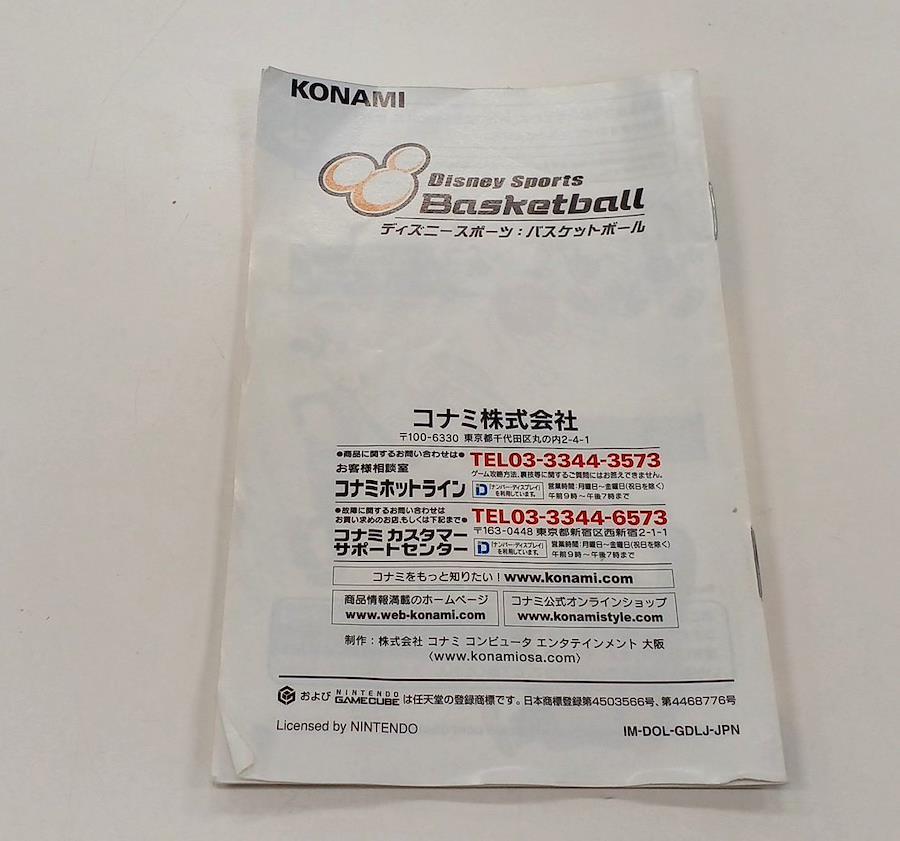 KONAMI
Disney Sports
Basketball
ディズニースポーツ：バスケットボール
コナミ株式会社
〒100-6330 東京都千代田区丸の内2-4-1
●商品に関するお問い合わせは●
お客様相談室
コナミホットライン
TEL03-3344-3573
ゲーム攻略方法、裏技等に関するご質問にはお答えできません。
「ナンバー・ディスプレイ」
を利用しています。
営業時間：月曜日〜金曜日(祝日を除く)
午前9時〜午後7時まで
●故障に関するお問い合わせは
お買い求めのお店、もしくは下記まで●
コナミ カスタマー
サポートセンター
TEL03-3344-6573
〒163-0448 東京都新宿区西新宿2-1-1
「ナンバー・ディスプレイ」
を利用しています。
営業時間：月曜日〜金曜日(祝日を除く)
午前9時〜午後7時まで
コナミをもっと知りたい！www.konami.com
商品情報満載のホームページ
www.web-konami.com
コナミ公式オンラインショップ
www.konamistyle.com
制作：株式会社 コナミ コンピュータ エンタテインメント 大阪
〈www.konamiosa.com〉
および NINTENDO GAMECUBE は任天堂の登録商標です。日本商標登録第4503566号、第4468776号
Licensed by NINTENDO
IM-DOL-GDLJ-JPN